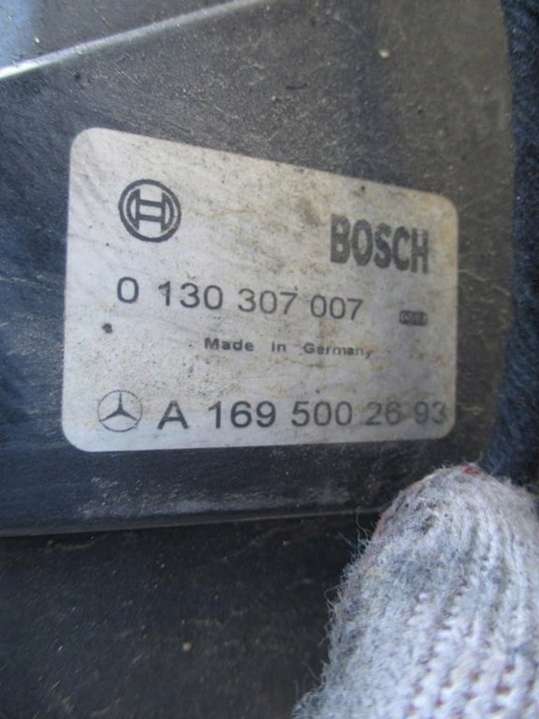 BOSCH
0 130 307 007
Made in Germany
A 169 500 26 93